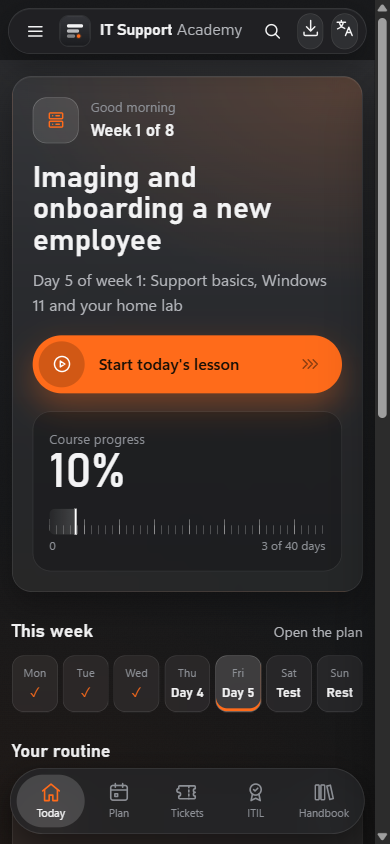 IT Support Academy
Good morning
Week 1 of 8
Imaging and
onboarding a new
employee
Day 5 of week 1: Support basics, Windows
11 and your home lab
Start today's lesson
Course progress
10%
0
3 of 40 days
This week
Open the plan
Mon
Tue
Wed
Thu
Day 4
Fri
Day 5
Sat
Test
Sun
Rest
Your routine
Today
Plan
Tickets
ITIL
Handbook